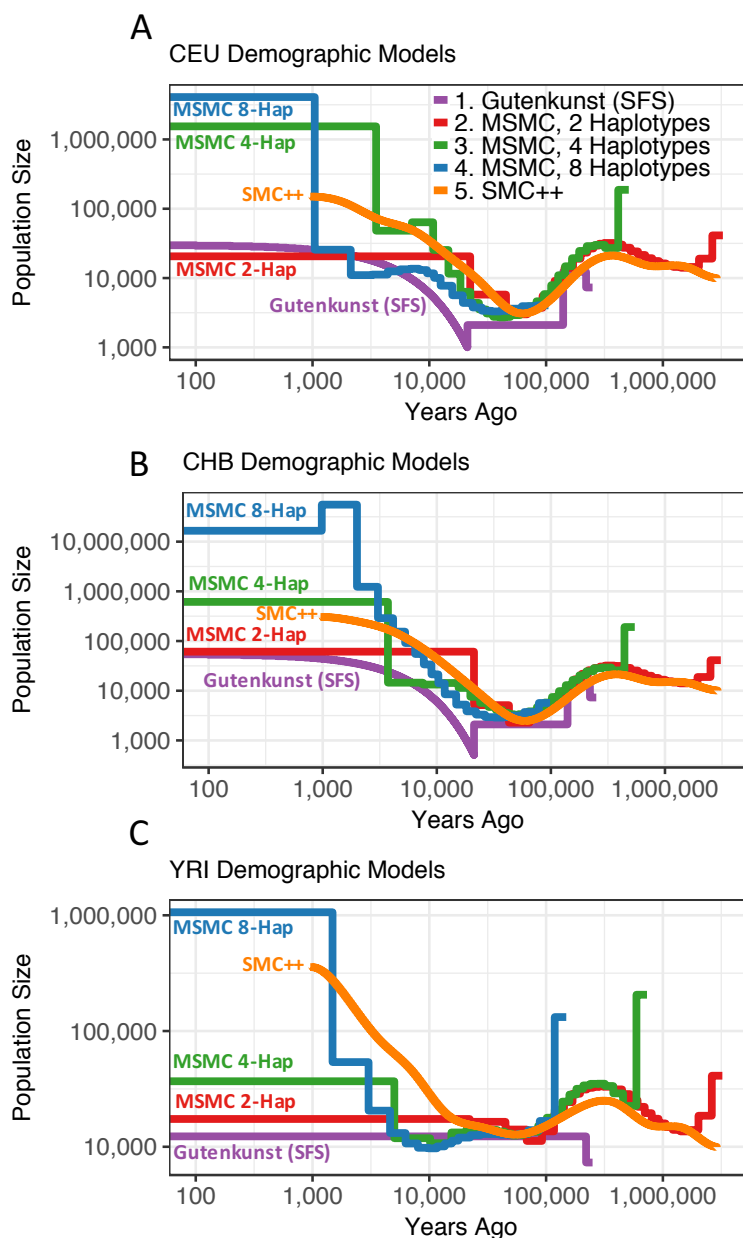 A
CEU Demographic Models
MSMC 8-Hap
MSMC 4-Hap
SMC++
MSMC 2-Hap
Gutenkunst (SFS)
1. Gutenkunst (SFS)
2. MSMC, 2 Haplotypes
3. MSMC, 4 Haplotypes
4. MSMC, 8 Haplotypes
5. SMC++
Population Size
1,000,000
100,000
10,000
1,000
100 1,000 10,000 100,000 1,000,000
Years Ago
B
CHB Demographic Models
MSMC 8-Hap
MSMC 4-Hap
SMC++
MSMC 2-Hap
Gutenkunst (SFS)
Population Size
10,000,000
1,000,000
100,000
10,000
1,000
100 1,000 10,000 100,000 1,000,000
Years Ago
C
YRI Demographic Models
MSMC 8-Hap
SMC++
MSMC 4-Hap
MSMC 2-Hap
Gutenkunst (SFS)
Population Size
1,000,000
100,000
10,000
100 1,000 10,000 100,000 1,000,000
Years Ago